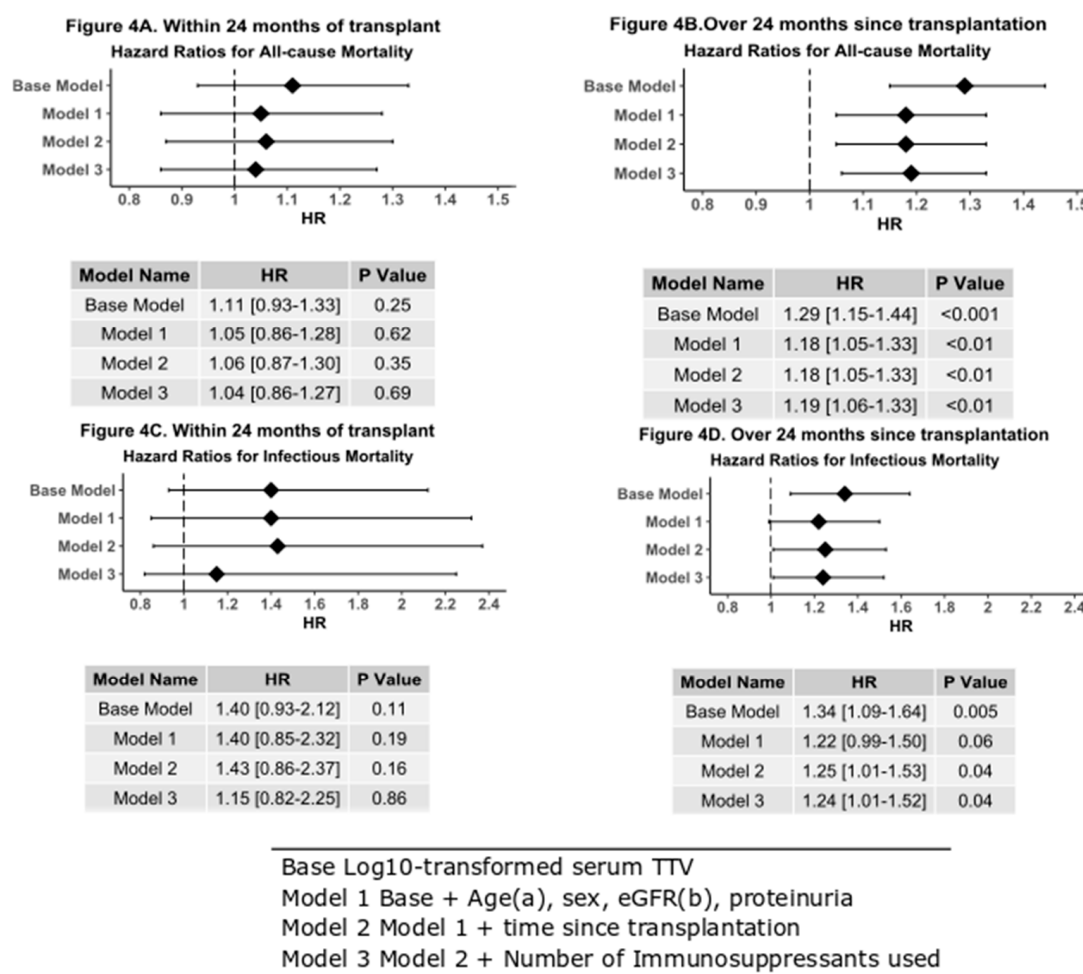 Figure 4A. Within 24 months of transplant
Hazard Ratios for All-cause Mortality
Base Model
Model 1
Model 2
Model 3
0.8 0.9 1 1.1 1.2 1.3 1.4 1.5
HR
Model Name HR P Value
Base Model 1.11 [0.93-1.33] 0.25
Model 1 1.05 [0.86-1.28] 0.62
Model 2 1.06 [0.87-1.30] 0.35
Model 3 1.04 [0.86-1.27] 0.69
Figure 4B.Over 24 months since transplantation
Hazard Ratios for All-cause Mortality
Base Model
Model 1
Model 2
Model 3
0.8 0.9 1 1.1 1.2 1.3 1.4 1.5
HR
Model Name HR P Value
Base Model 1.29 [1.15-1.44] <0.001
Model 1 1.18 [1.05-1.33] <0.01
Model 2 1.18 [1.05-1.33] <0.01
Model 3 1.19 [1.06-1.33] <0.01
Figure 4C. Within 24 months of transplant
Hazard Ratios for Infectious Mortality
Base Model
Model 1
Model 2
Model 3
0.8 1 1.2 1.4 1.6 1.8 2 2.2 2.4
HR
Model Name HR P Value
Base Model 1.40 [0.93-2.12] 0.11
Model 1 1.40 [0.85-2.32] 0.19
Model 2 1.43 [0.86-2.37] 0.16
Model 3 1.15 [0.82-2.25] 0.86
Figure 4D. Over 24 months since transplantation
Hazard Ratios for Infectious Mortality
Base Model
Model 1
Model 2
Model 3
0.8 1 1.2 1.4 1.6 1.8 2 2.2 2.4
HR
Model Name HR P Value
Base Model 1.34 [1.09-1.64] 0.005
Model 1 1.22 [0.99-1.50] 0.06
Model 2 1.25 [1.01-1.53] 0.04
Model 3 1.24 [1.01-1.52] 0.04
Base Log10-transformed serum TTV
Model 1 Base + Age(a), sex, eGFR(b), proteinuria
Model 2 Model 1 + time since transplantation
Model 3 Model 2 + Number of Immunosuppressants used